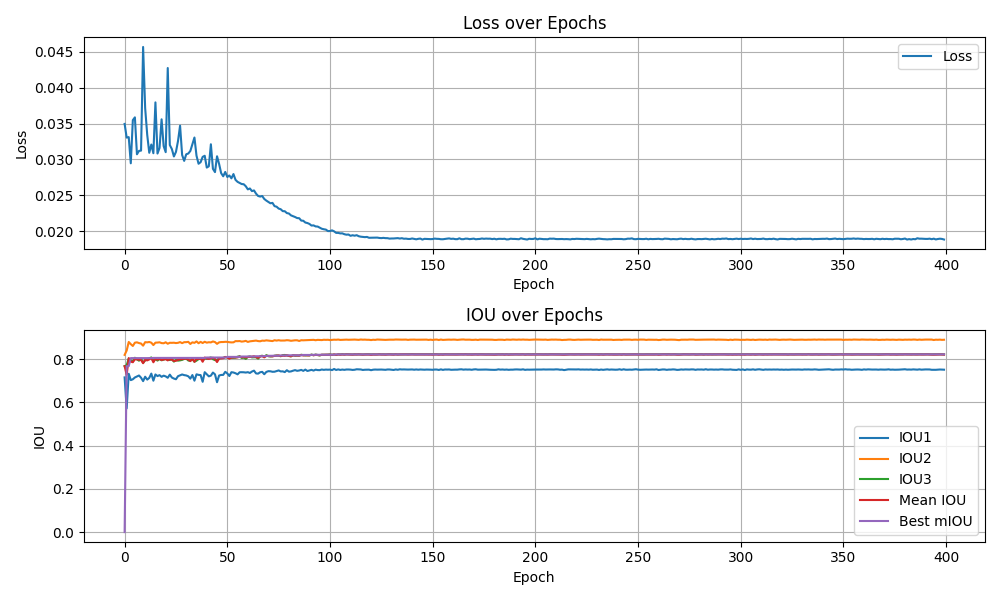 Loss over Epochs
0.045
0.040
0.035
0.030
0.025
0.020
Loss
Loss
0 50 100 150 200 250 300 350 400
Epoch
IOU over Epochs
0.8
0.6
0.4
0.2
0.0
IOU
IOU1
IOU2
IOU3
Mean IOU
Best mIOU
0 50 100 150 200 250 300 350 400
Epoch